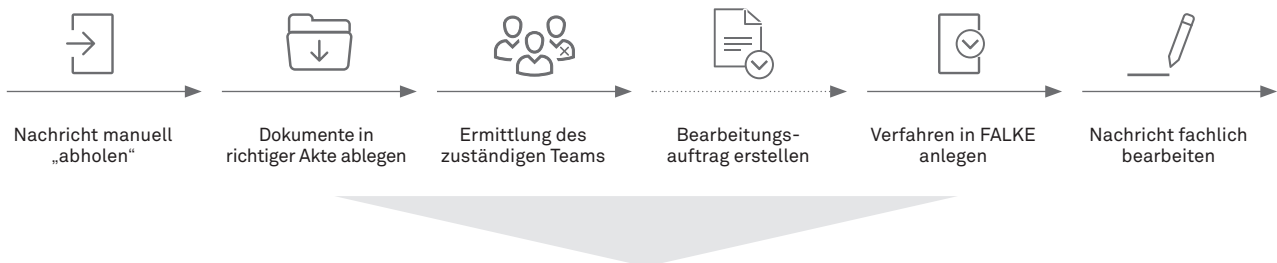 Nachricht manuell
„abholen“
Dokumente in
richtiger Akte ablegen
Ermittlung des
zuständigen Teams
Bearbeitungs-
auftrag erstellen
Verfahren in FALKE
anlegen
Nachricht fachlich
bearbeiten